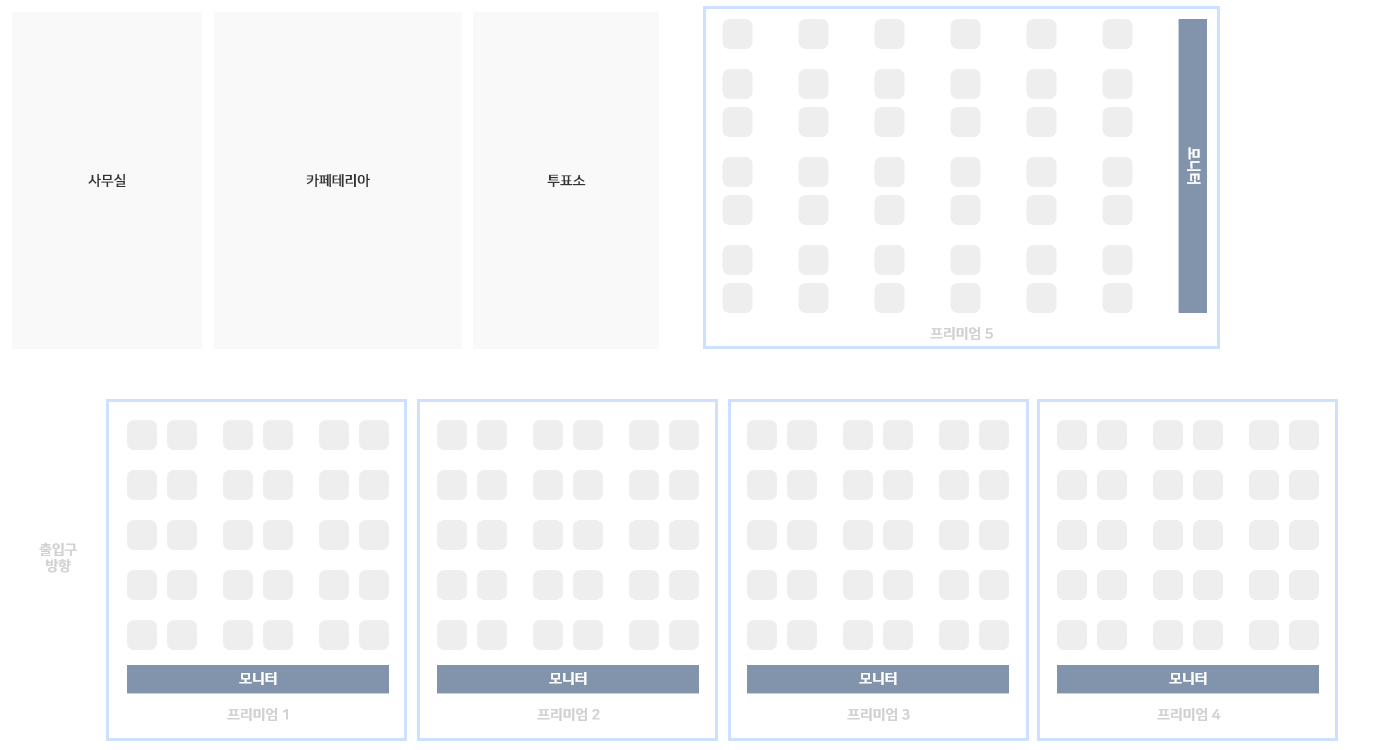 사무실
카페테리아
투표소
모니터
프리미엄 5
출입구
방향
모니터
프리미엄 1
모니터
프리미엄 2
모니터
프리미엄 3
모니터
프리미엄 4